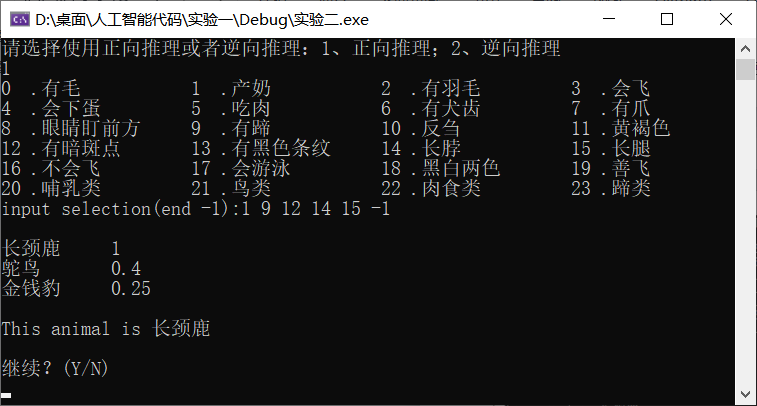 D:\桌面\人工智能代码\实验一\Debug\实验二.exe
请选择使用正向推理或者逆向推理：1、正向推理；2、逆向推理
1
0 .有毛 1 .产奶 2 .有羽毛 3 .会飞
4 .会下蛋 5 .吃肉 6 .有犬齿 7 .有爪
8 .眼睛盯前方 9 .有蹄 10 .反刍 11 .黄褐色
12 .有暗斑点 13 .有黑色条纹 14 .长脖 15 .长腿
16 .不会飞 17 .会游泳 18 .黑白两色 19 .善飞
20 .哺乳类 21 .鸟类 22 .肉食类 23 .蹄类
input selection(end -1):1 9 12 14 15 -1
长颈鹿 1
鸵鸟 0.4
金钱豹 0.25
This animal is 长颈鹿
继续？(Y/N)